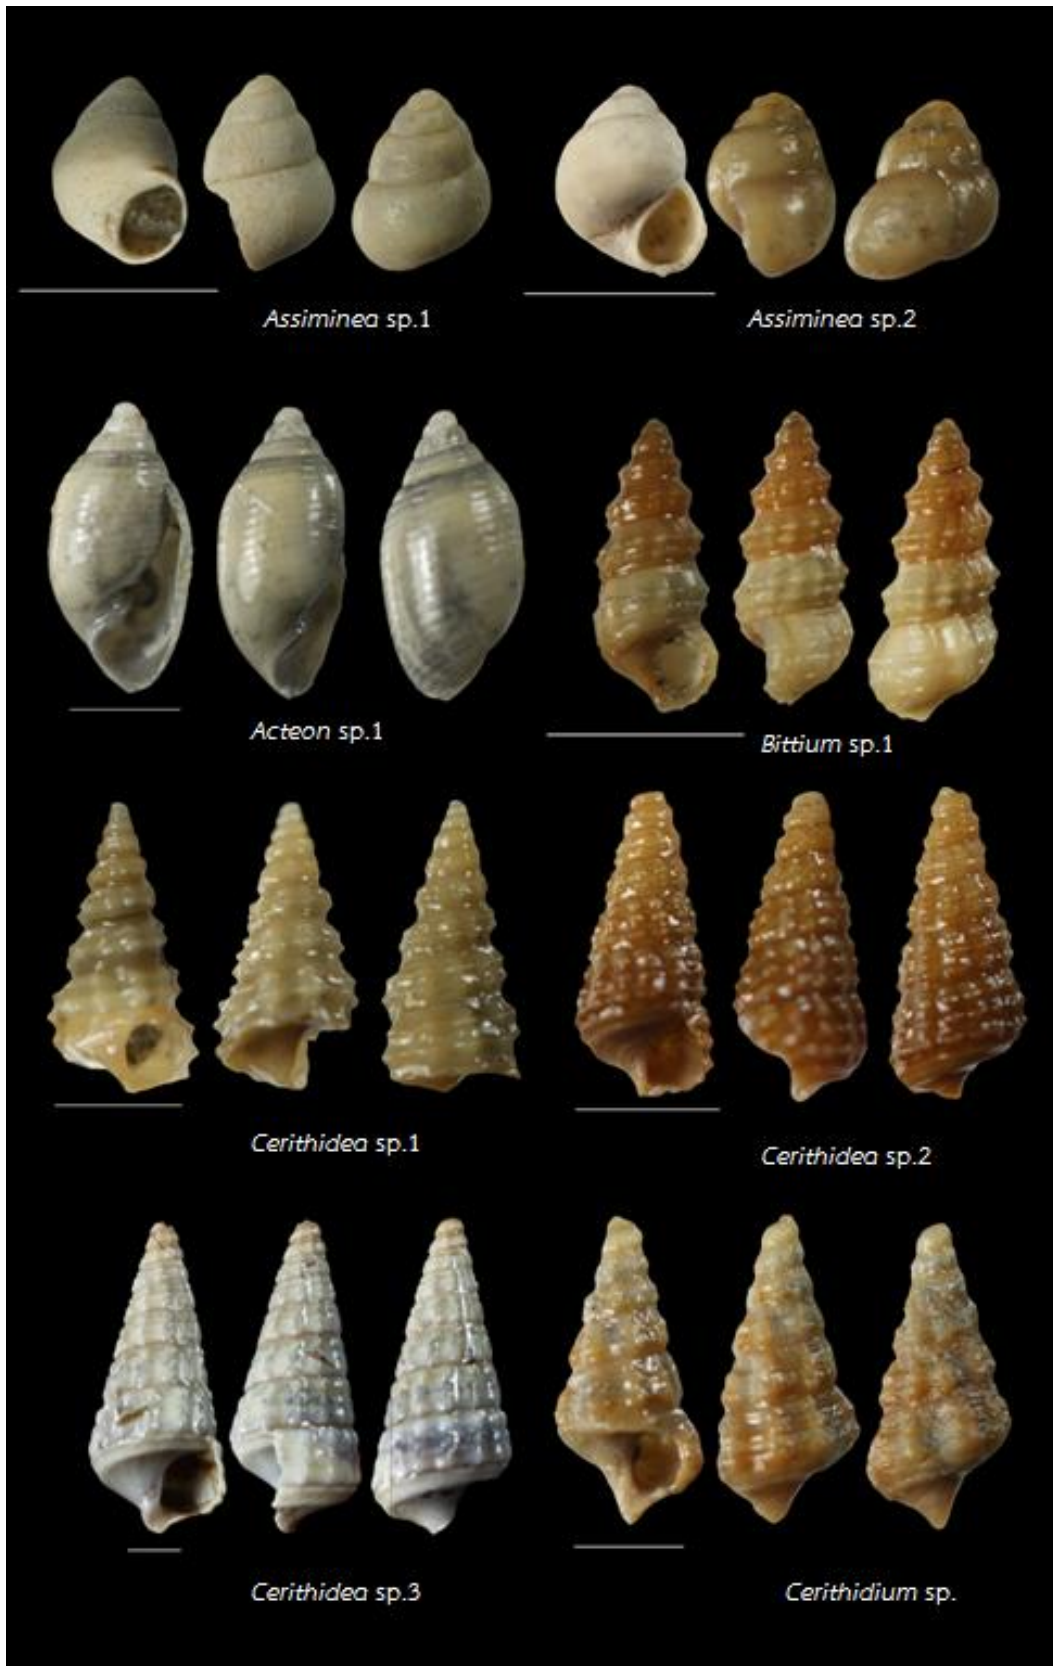 Assiminea sp.1
Assiminea sp.2
Acteon sp.1
Bittium sp.1
Cerithidea sp.1
Cerithidea sp.2
Cerithidea sp.3
Cerithidium sp.